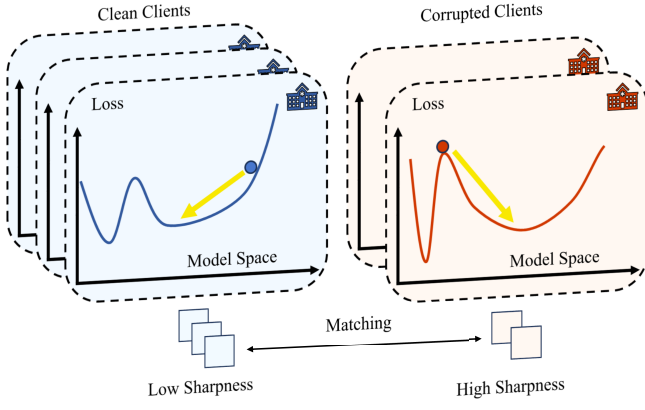 Clean Clients
Corrupted Clients
Loss
Loss
Model Space
Model Space
Matching
Low Sharpness
High Sharpness